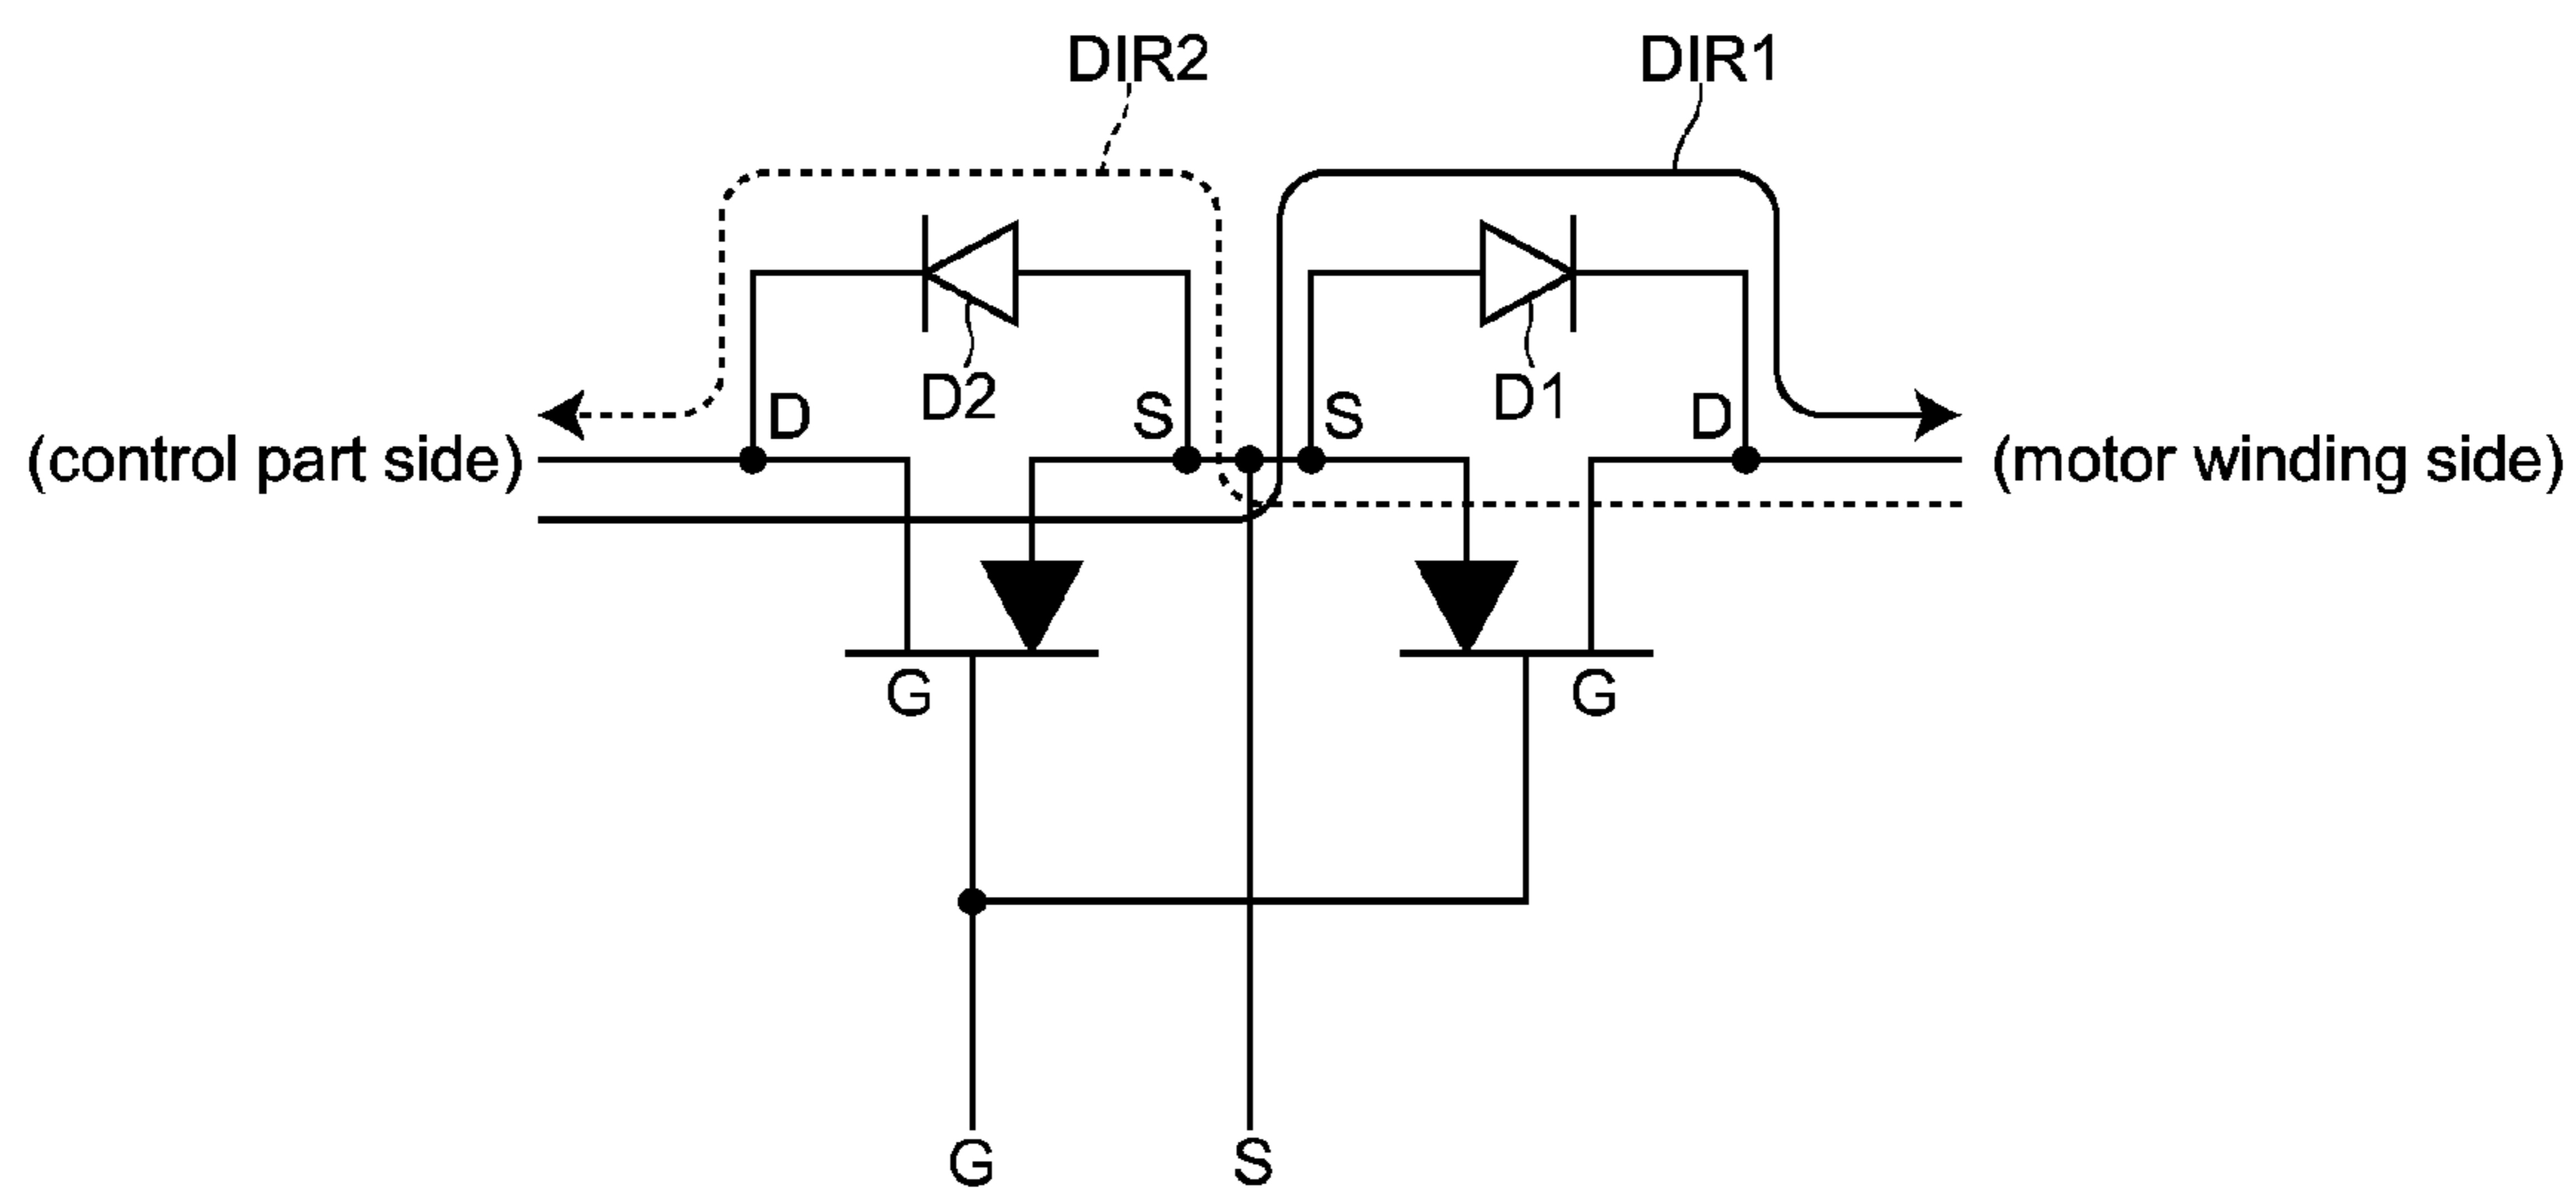 DIR2 DIR1
D2 D1
D S S D
(control part side) (motor winding side)
G G
G S